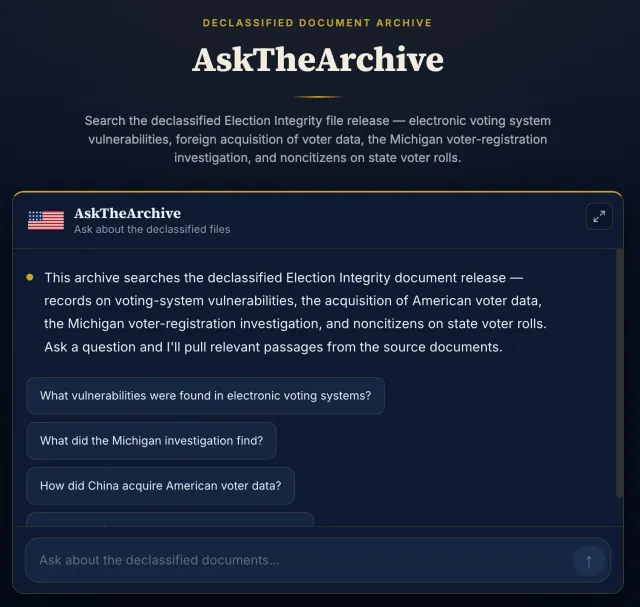 DECLASSIFIED DOCUMENT ARCHIVE
AskTheArchive
Search the declassified Election Integrity file release — electronic voting system
vulnerabilities, foreign acquisition of voter data, the Michigan voter-registration
investigation, and noncitizens on state voter rolls.
AskTheArchive
Ask about the declassified files
This archive searches the declassified Election Integrity document release —
records on voting-system vulnerabilities, the acquisition of American voter data,
the Michigan voter-registration investigation, and noncitizens on state voter rolls.
Ask a question and I'll pull relevant passages from the source documents.
What vulnerabilities were found in electronic voting systems?
What did the Michigan investigation find?
How did China acquire American voter data?
Ask about the declassified documents...